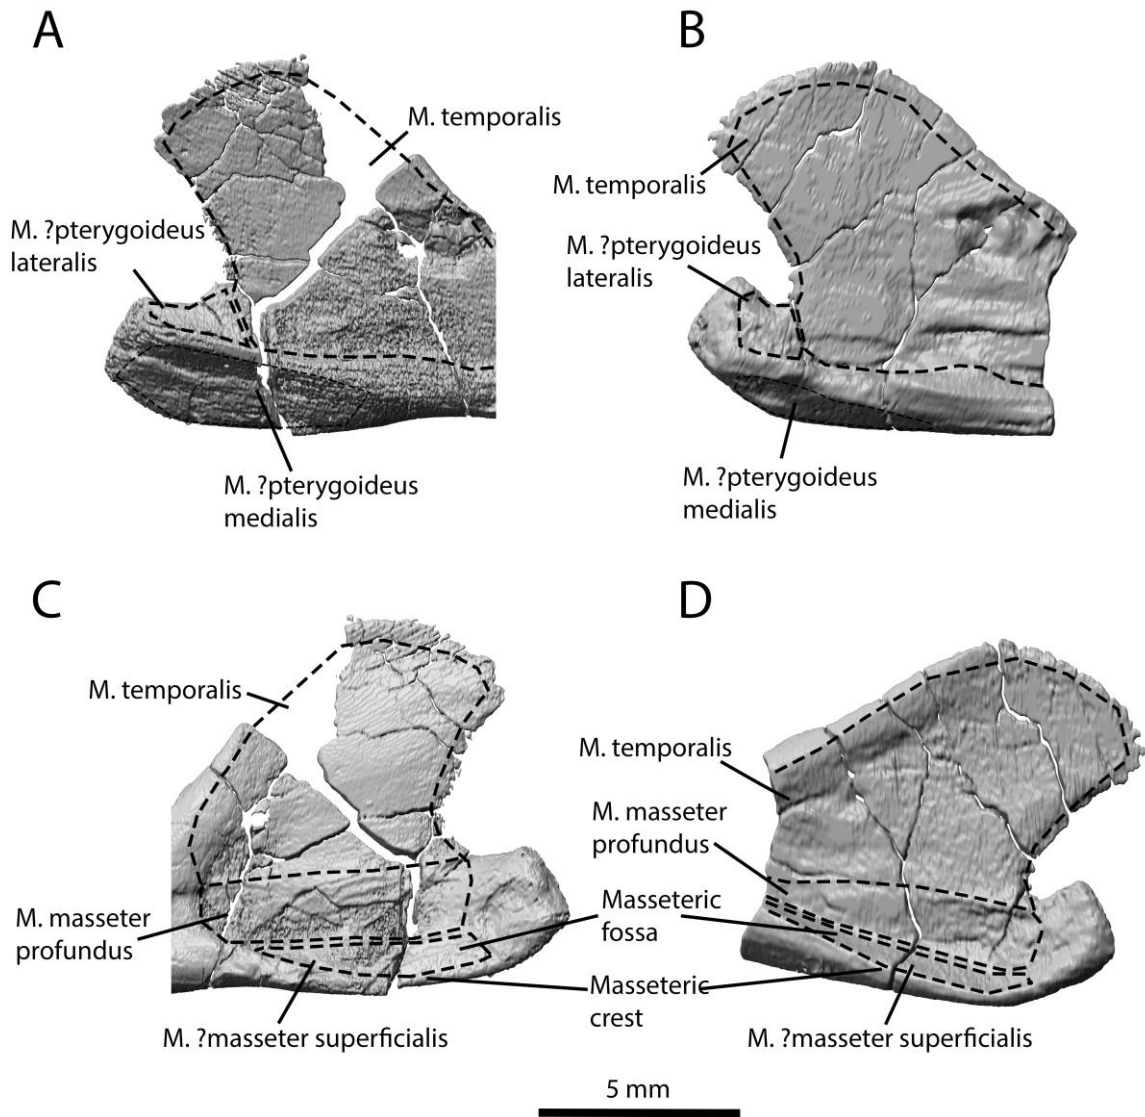 A
B
M. temporalis
M. temporalis
M. ?pterygoideus
lateralis
M. ?pterygoideus
lateralis
M. ?pterygoideus
medialis
M. ?pterygoideus
medialis
C
D
M. temporalis
M. temporalis
M. masseter
profundus
M. masseter
profundus
Masseteric
fossa
Masseteric
crest
M. ?masseter superficialis
M. ?masseter superficialis
5 mm